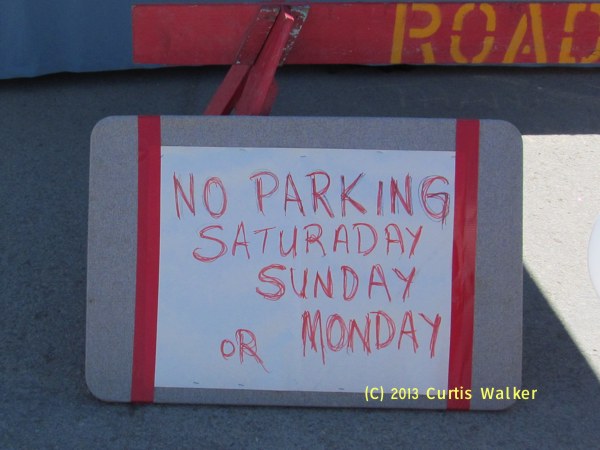 ROAD
NO PARKING
SATURADAY
SUNDAY
OR MONDAY
(C) 2013 Curtis Walker